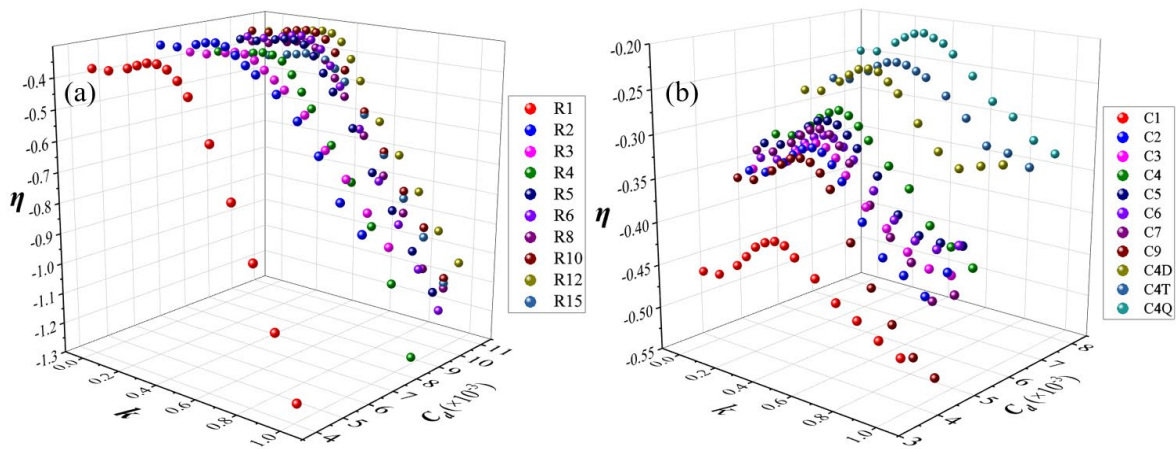 (a)
η
-0.4
-0.5
-0.6
-0.7
-0.8
-0.9
-1.0
-1.1
-1.2
-1.3
0.0
0.2
0.4
0.6
0.8
1.0
4
5
6
7
8
9
10
11
C_d (×10⁻³)
R1
R2
R3
R4
R5
R6
R8
R10
R12
R15
(b)
η
-0.20
-0.25
-0.30
-0.35
-0.40
-0.45
-0.50
-0.55
0.0
0.2
0.4
0.6
0.8
1.0
3
4
5
6
7
8
C_d (×10⁻³)
C1
C2
C3
C4
C5
C6
C7
C9
C4D
C4T
C4Q